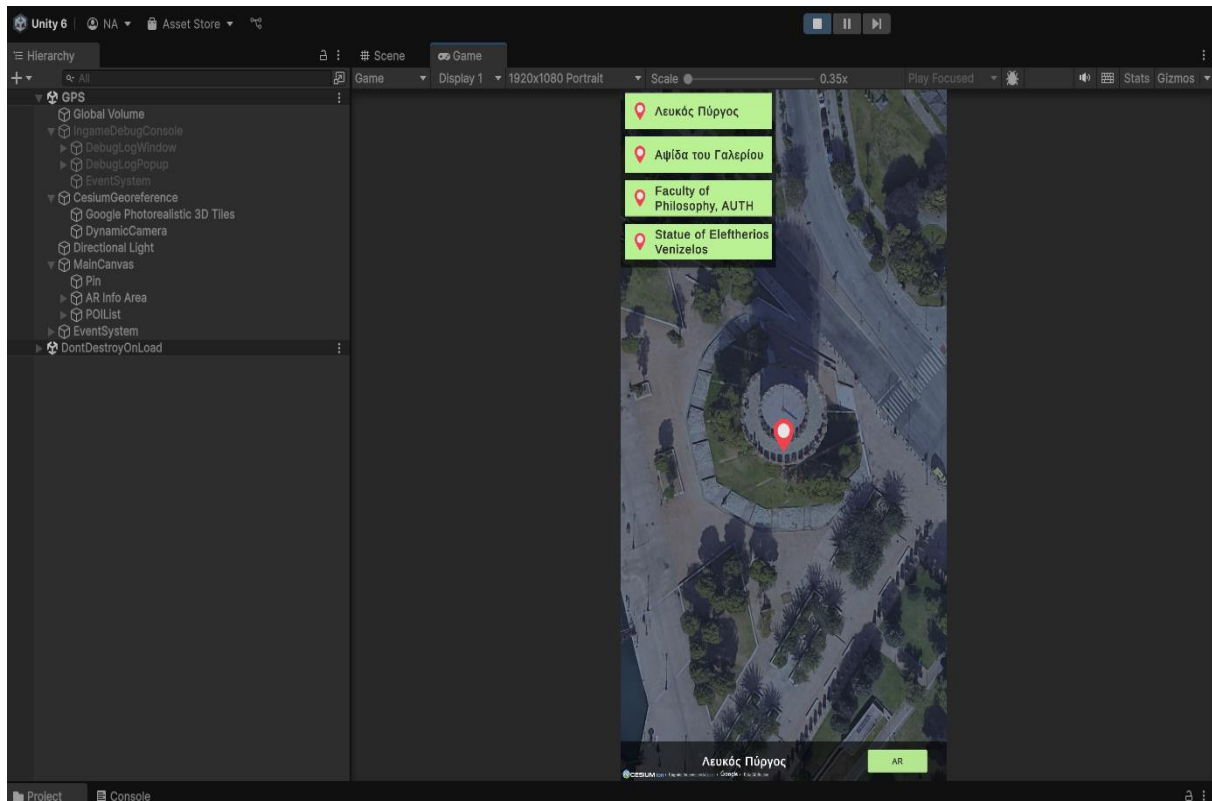 Unity 6
NA
Asset Store
Hierarchy
# Scene
Game
All
Game
Display 1
1920x1080 Portrait
Scale
0.35x
Play Focused
Stats
Gizmos
GPS
Global Volume
IngameDebugConsole
DebugLogWindow
DebugLogPopup
EventSystem
CesiumGeoreference
Google Photorealistic 3D Tiles
DynamicCamera
Directional Light
MainCanvas
Pin
AR Info Area
POIList
EventSystem
DontDestroyOnLoad
Λευκός Πύργος
Αψίδα του Γαλερίου
Faculty of
Philosophy, AUTH
Statue of Eleftherios
Venizelos
Λευκός Πύργος
AR
CESIUM
Google
Project
Console